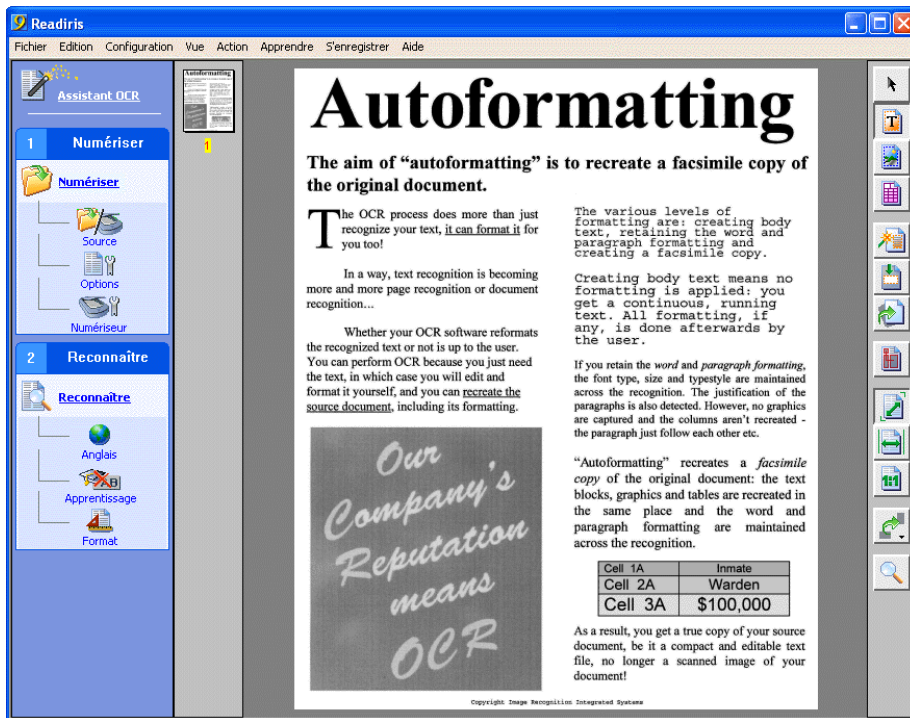 Readiris
Fichier Edition Configuration Vue Action Apprendre S'enregistrer Aide
Assistant OCR
1 Numériser
Numériser
Source
Options
Numériseur
2 Reconnaître
Reconnaître
Anglais
Apprentissage
Format
1
Autoformatting
Autoformatting
The aim of “autoformatting” is to recreate a facsimile copy of
the original document.
The OCR process does more than just
recognize your text, it can format it for
you too!
In a way, text recognition is becoming
more and more page recognition or document
recognition...
Whether your OCR software reformats
the recognized text or not is up to the user.
You can perform OCR because you just need
the text, in which case you will edit and
format it yourself, and you can recreate the
source document, including its formatting.
Our
Company's
Reputation
means
OCR
The various levels of
formatting are: creating body
text, retaining the word and
paragraph formatting and
creating a facsimile copy.
Creating body text means no
formatting is applied: you
get a continuous, running
text. All formatting, if
any, is done afterwards by
the user.
If you retain the word and paragraph formatting,
the font type, size and typestyle are maintained
across the recognition. The justification of the
paragraphs is also detected. However, no graphics
are captured and the columns aren't recreated -
the paragraph just follow each other etc.
“Autoformatting” recreates a facsimile
copy of the original document: the text
blocks, graphics and tables are recreated in
the same place and the word and
paragraph formatting are maintained
across the recognition.
Cell 1A Inmate
Cell 2A Warden
Cell 3A $100,000
As a result, you get a true copy of your source
document, be it a compact and editable text
file, no longer a scanned image of your
document!
Copyright Image Recognition Integrated Systems
T
1:1